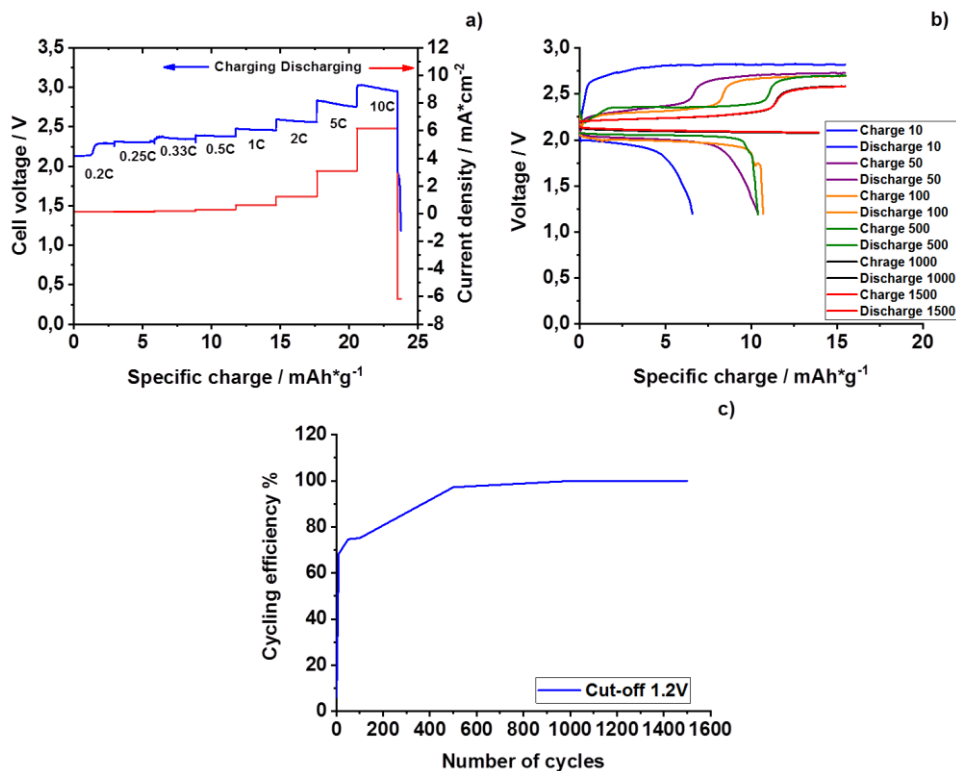 a)
Charging Discharging
3,5
3,0
2,5
2,0
1,5
1,0
0,5
0,0
Cell voltage / V
0.2C
0.25C
0.33C
0.5C
1C
2C
5C
10C
12
10
8
6
4
2
0
-2
-4
-6
-8
Current density / mA*cm⁻²
0 5 10 15 20 25
Specific charge / mAh*g⁻¹
b)
3,0
2,5
2,0
1,5
1,0
0,5
0,0
Voltage / V
Charge 10
Discharge 10
Charge 50
Discharge 50
Charge 100
Discharge 100
Charge 500
Discharge 500
Chrage 1000
Discharge 1000
Charge 1500
Discharge 1500
0 5 10 15 20
Specific charge / mAh*g⁻¹
c)
120
100
80
60
40
20
0
Cycling efficiency %
Cut-off 1.2V
0 200 400 600 800 1000 1200 1400 1600
Number of cycles